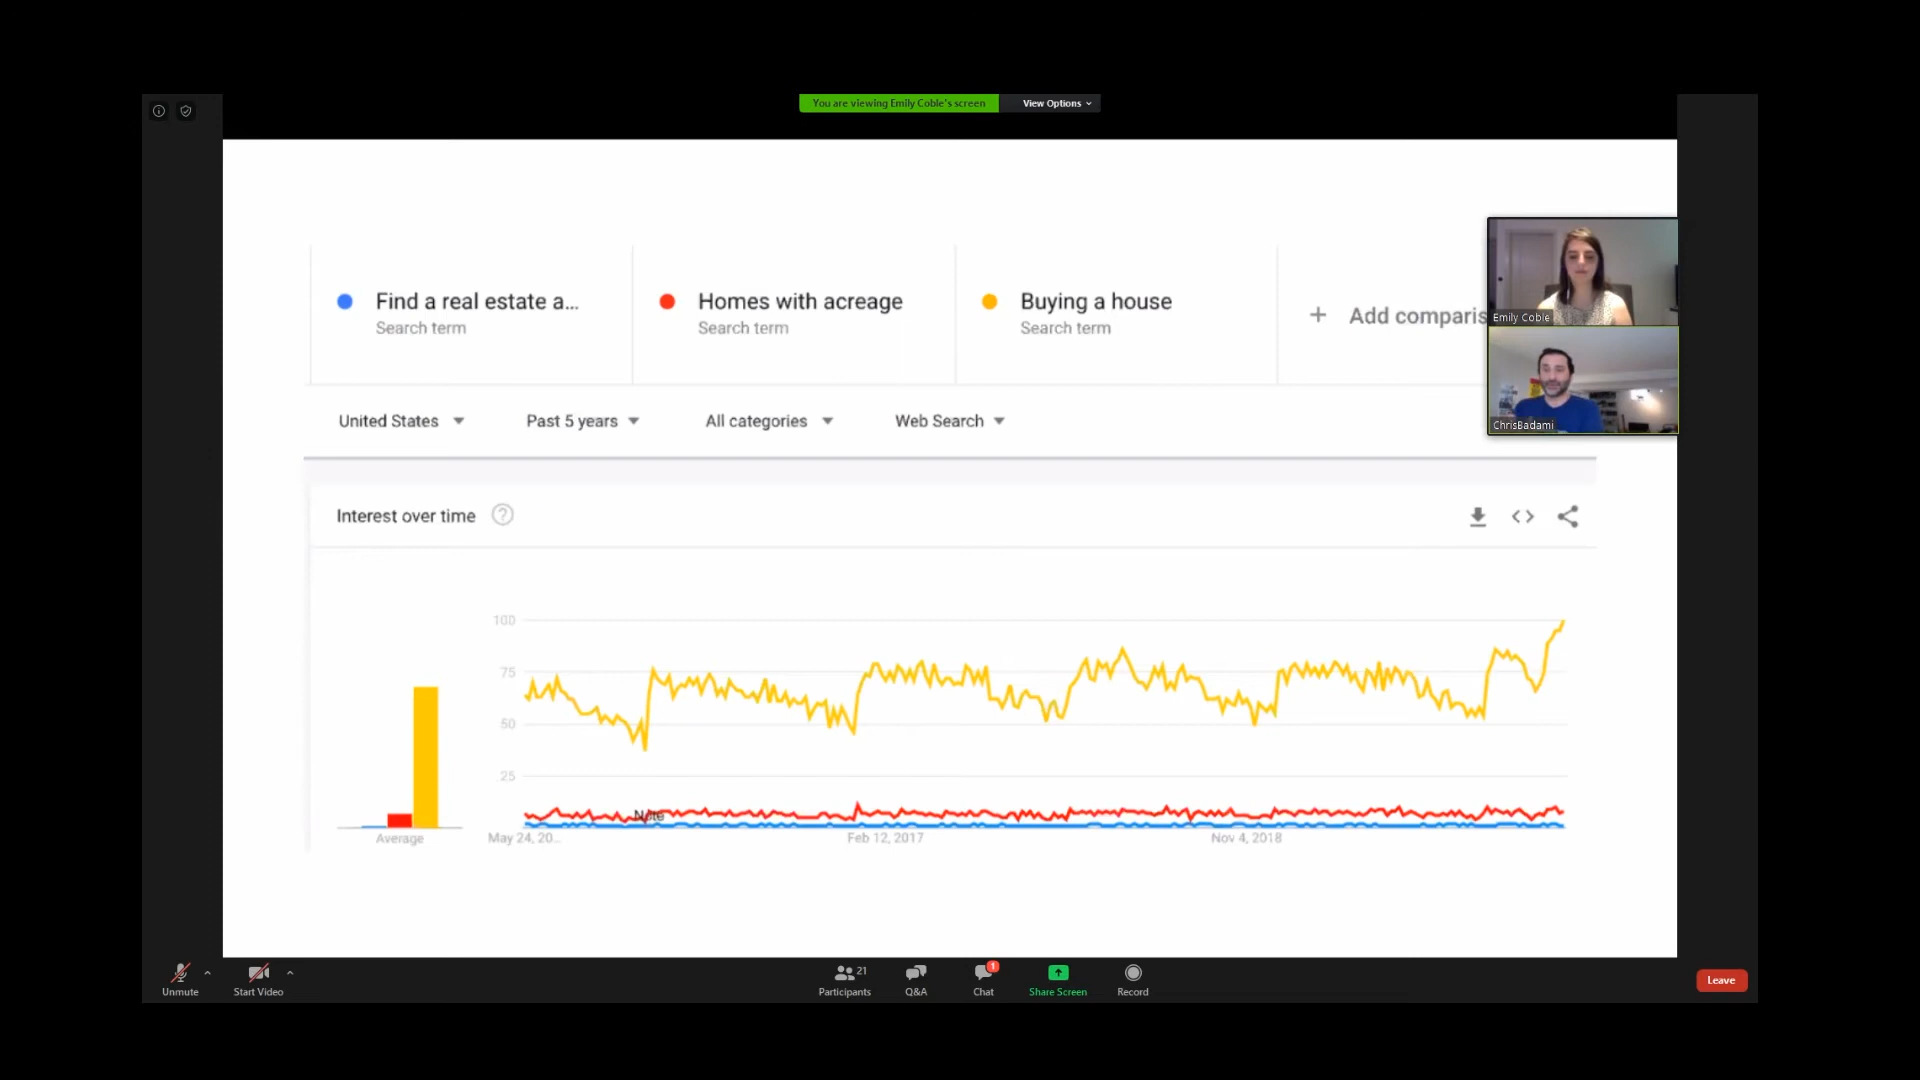 You are viewing Emily Coble's screen View Options
Find a real estate a...
Search term
Homes with acreage
Search term
Buying a house
Search term
+ Add comparis
Emily Coble
ChrisBadami
United States Past 5 years All categories Web Search
Interest over time ?
100
75
50
25
Note
Average
May 24, 20... Feb 12, 2017 Nov 4, 2018
Unmute Start Video
21
Participants Q&A
1
Chat Share Screen Record
Leave